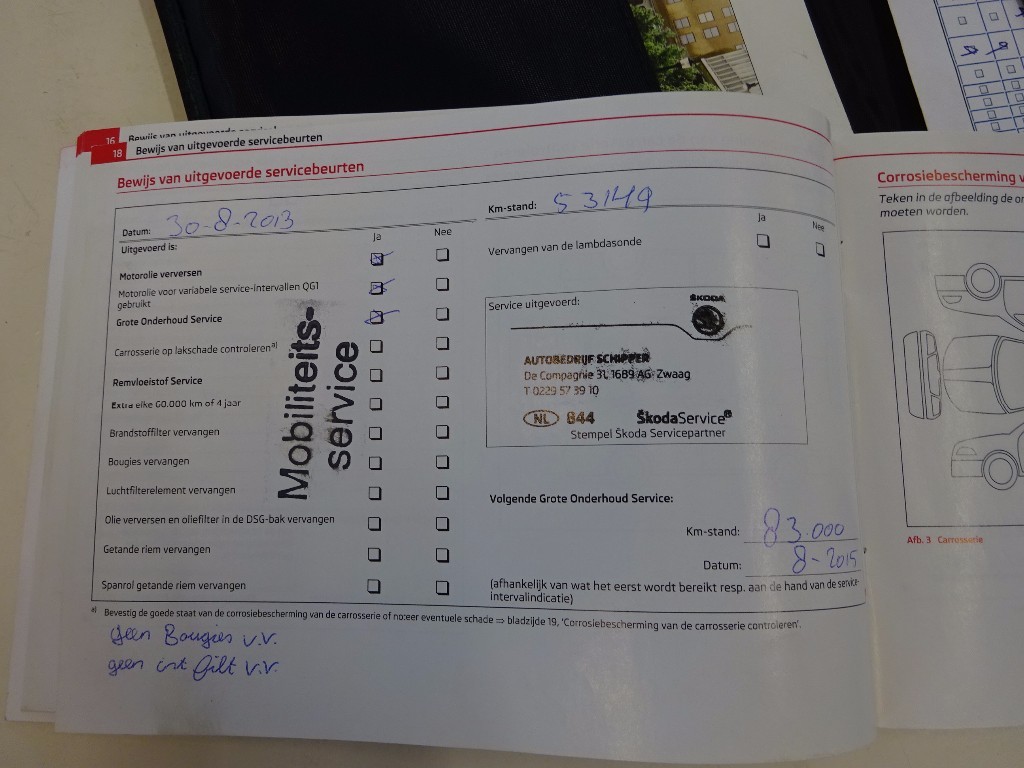 16 Bewijs van uitgevoerde
18 Bewijs van uitgevoerde servicebeurten
Bewijs van uitgevoerde servicebeurten
Datum: 30-8-2013
Km-stand: 53149
Uitgevoerd is:
Ja
Nee
Motorolie verversen
Motorolie voor variabele service-intervallen QG1
gebruikt
Grote Onderhoud Service
Carrosserie op lakschade controleren a)
Remvloeistof Service
Extra elke 60.000 km of 4 jaar
Brandstoffilter vervangen
Bougies vervangen
Luchtfilterelement vervangen
Olie verversen en oliefilter in de DSG-bak vervangen
Getande riem vervangen
Spanrol getande riem vervangen
Mobiliteits-
service
Ja
Nee
Vervangen van de lambdasonde
Service uitgevoerd:
ŠKODA
AUTOBEDRIJF SCHIPPER
De Compagnie 31, 1689 AG Zwaag
T 0229 57 39 10
NL 844 ŠkodaService
Stempel Škoda Servicepartner
Volgende Grote Onderhoud Service:
Km-stand: 83.000
Datum: 8-2015
(afhankelijk van wat het eerst wordt bereikt resp. aan de hand van de service
intervalindicatie)
a) Bevestig de goede staat van de corrosiebescherming van de carrosserie of noteer eventuele schade ⇒ bladzijde 19, 'Corrosiebescherming van de carrosserie controleren'.
geen Bougies v.v.
geen filt v.v.
Corrosiebescherming
Teken in de afbeelding de
moeten worden.
Afb. 3 Carrosserie